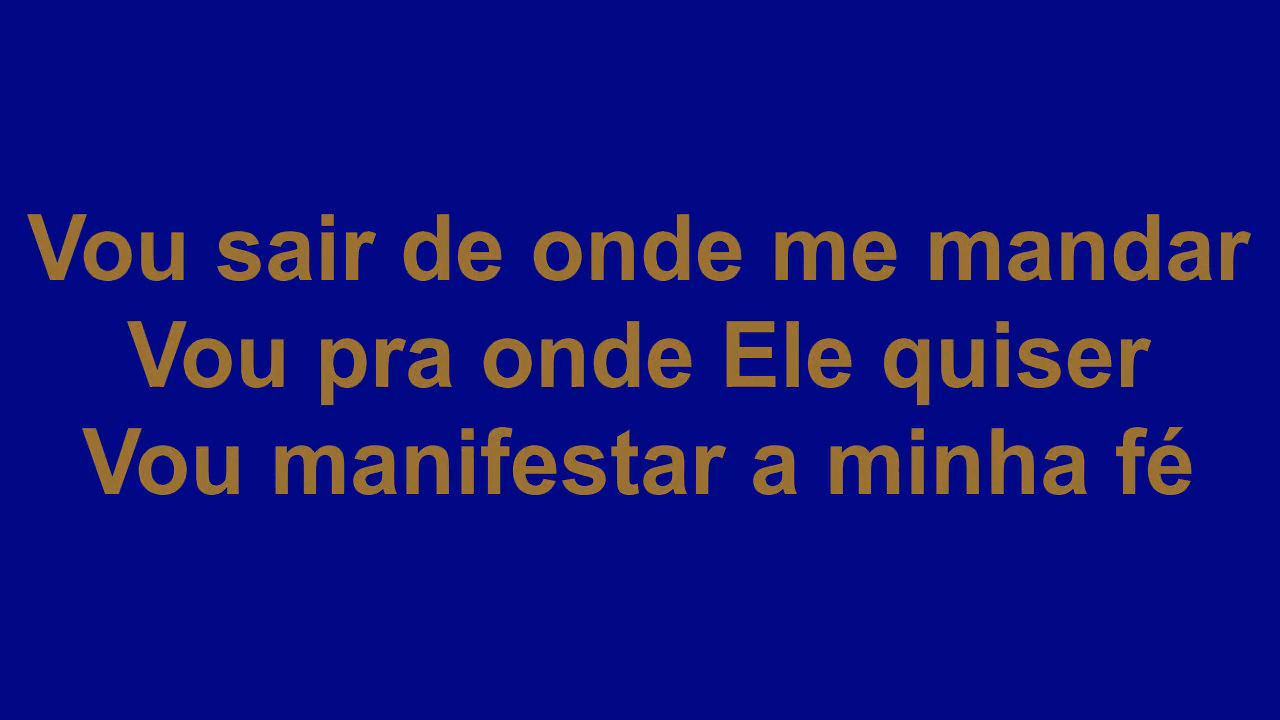 Vou sair de onde me mandar
Vou pra onde Ele quiser
Vou manifestar a minha fé